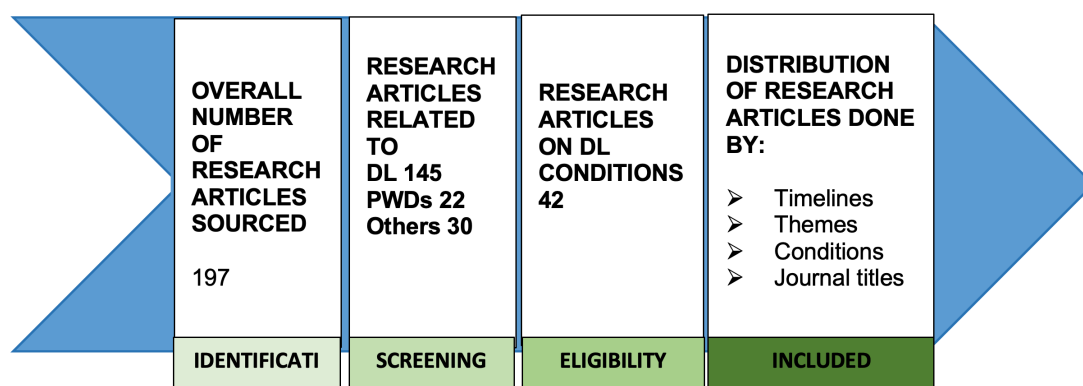 OVERALL
NUMBER
OF
RESEARCH
ARTICLES
SOURCED
197
IDENTIFICATI
RESEARCH
ARTICLES
RELATED
TO
DL 145
PWDs 22
Others 30
SCREENING
RESEARCH
ARTICLES
ON DL
CONDITIONS
42
ELIGIBILITY
DISTRIBUTION
OF RESEARCH
ARTICLES DONE
BY:
➤ Timelines
➤ Themes
➤ Conditions
➤ Journal titles
INCLUDED